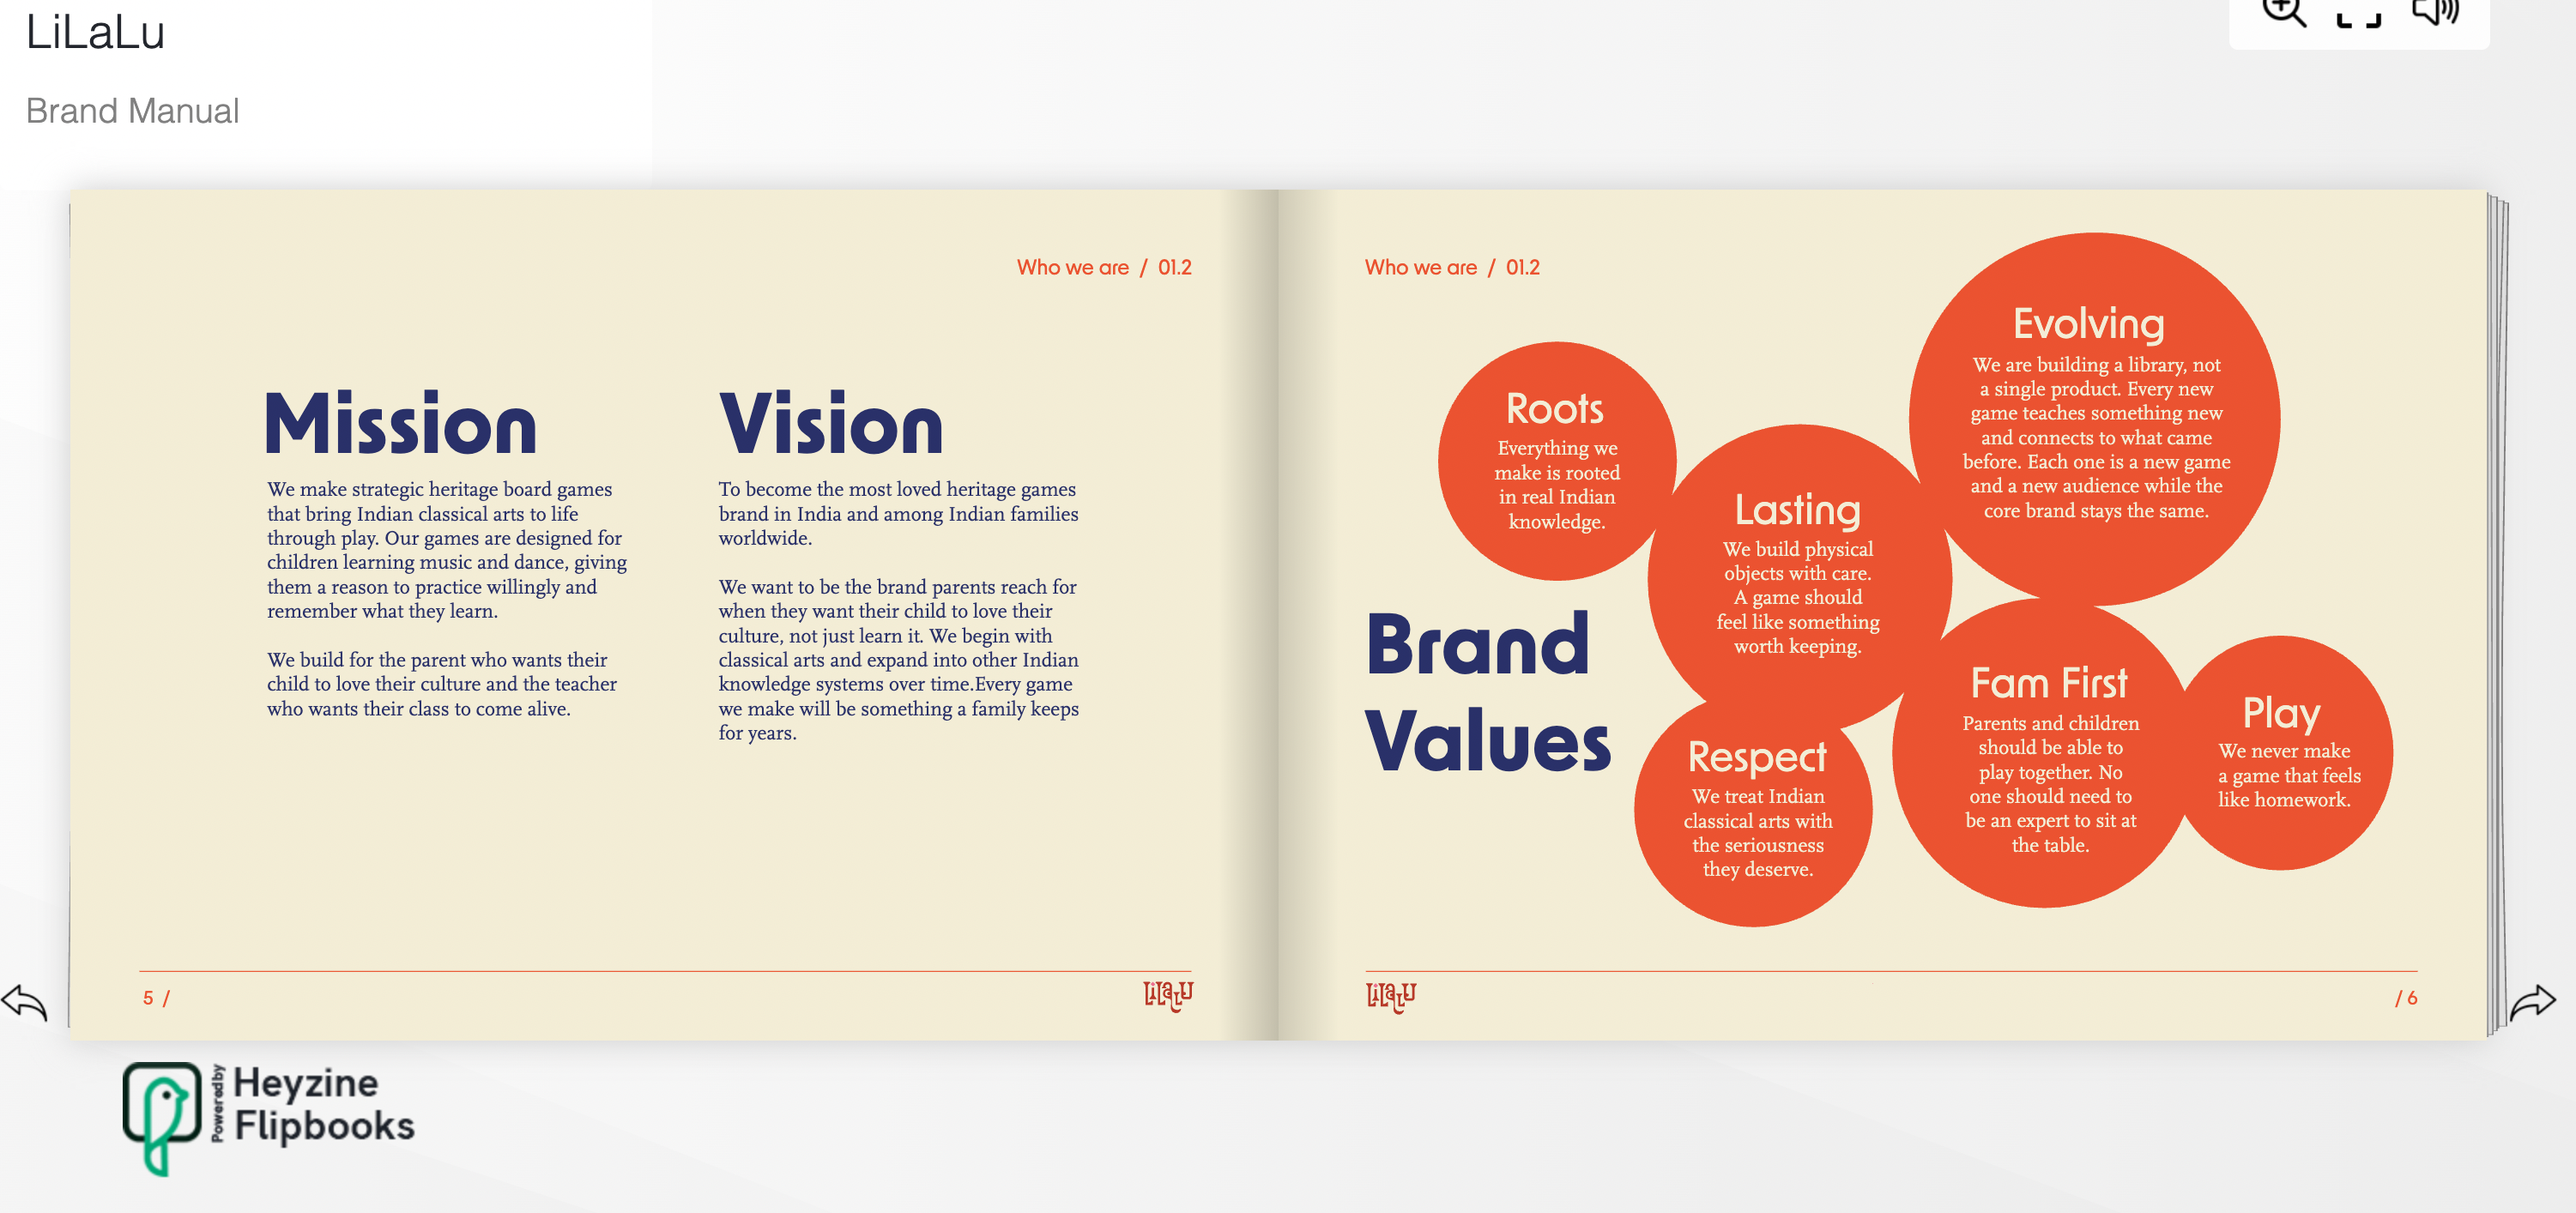 LiLaLu
Brand Manual
Who we are / 01.2
Mission
We make strategic heritage board games
that bring Indian classical arts to life
through play. Our games are designed for
children learning music and dance, giving
them a reason to practice willingly and
remember what they learn.
We build for the parent who wants their
child to love their culture and the teacher
who wants their class to come alive.
Vision
To become the most loved heritage games
brand in India and among Indian families
worldwide.
We want to be the brand parents reach for
when they want their child to love their
culture, not just learn it. We begin with
classical arts and expand into other Indian
knowledge systems over time.Every game
we make will be something a family keeps
for years.
5 /
LiLaLU
Who we are / 01.2
Brand
Values
Roots
Everything we
make is rooted
in real Indian
knowledge.
Lasting
We build physical
objects with care.
A game should
feel like something
worth keeping.
Evolving
We are building a library, not
a single product. Every new
game teaches something new
and connects to what came
before. Each one is a new game
and a new audience while the
core brand stays the same.
Respect
We treat Indian
classical arts with
the seriousness
they deserve.
Fam First
Parents and children
should be able to
play together. No
one should need to
be an expert to sit at
the table.
Play
We never make
a game that feels
like homework.
LiLaLU
/ 6
Powered by
Heyzine
Flipbooks